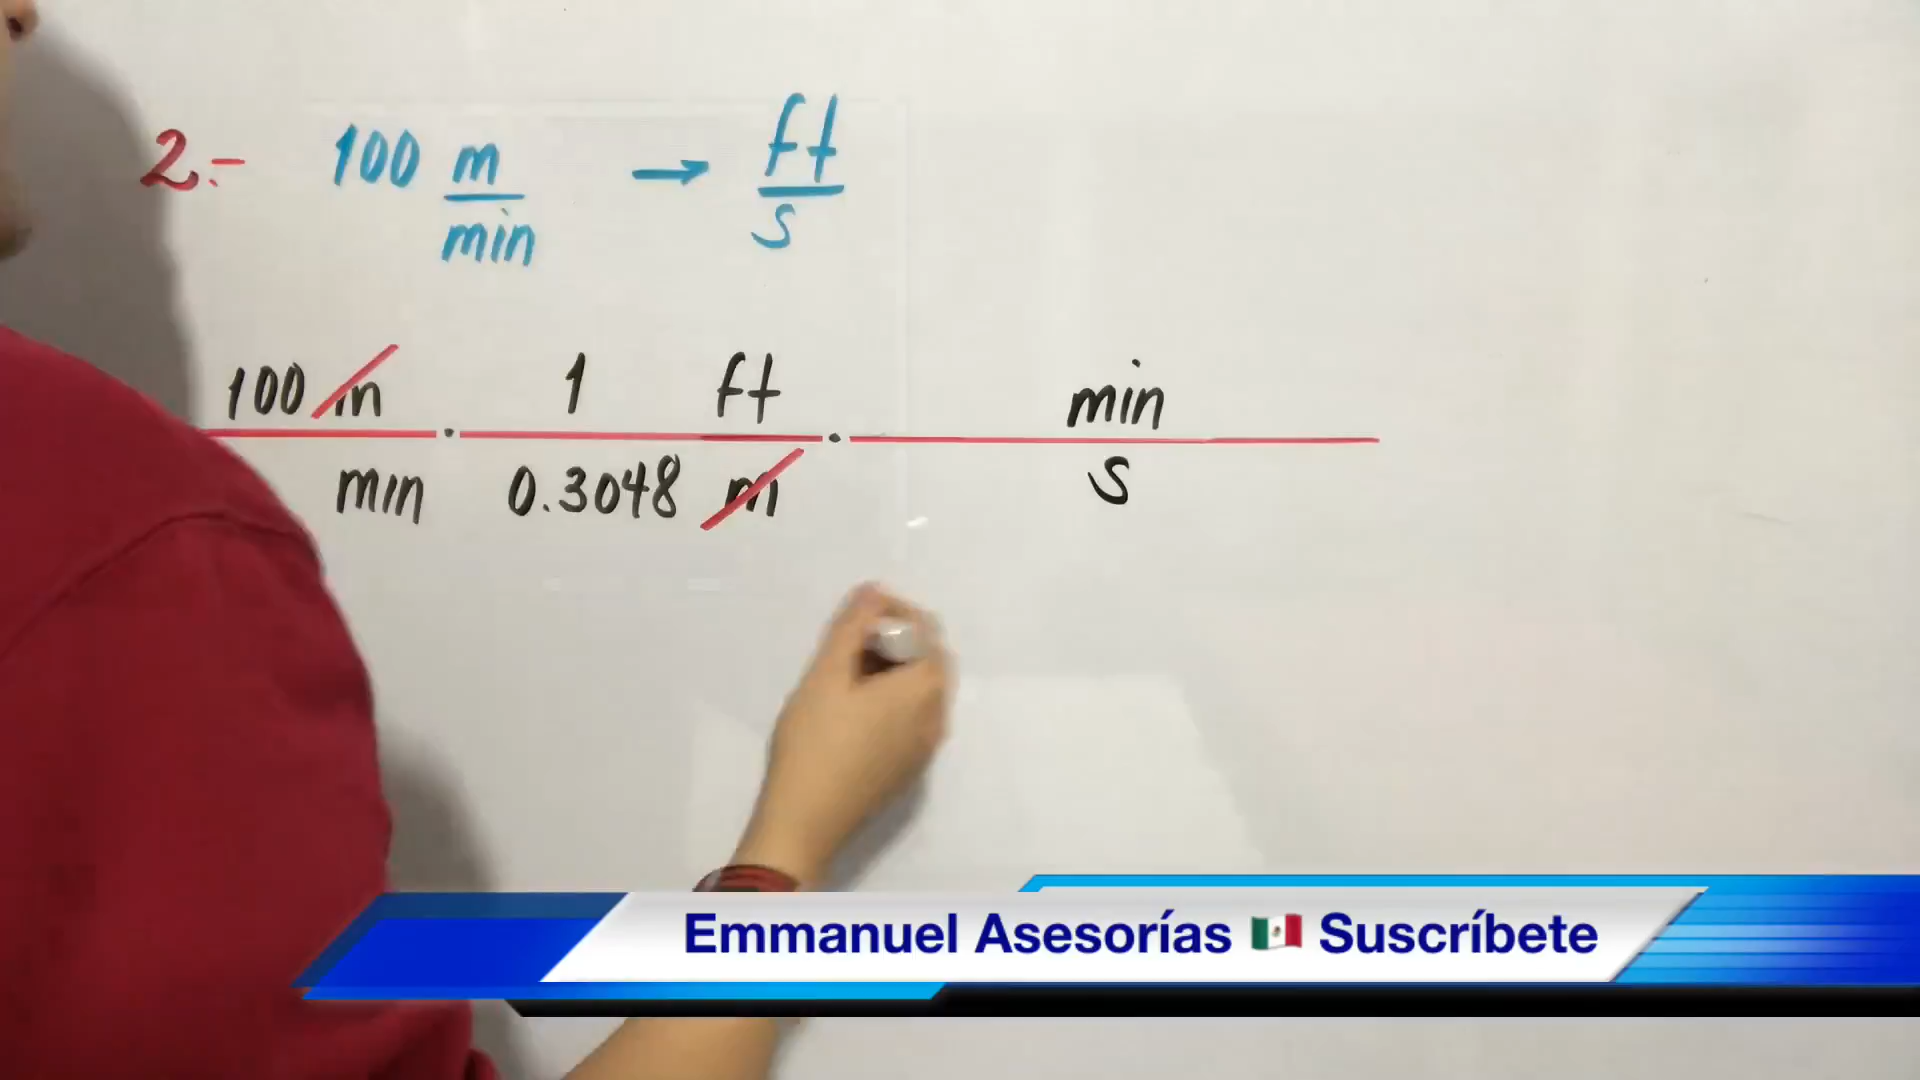 2.- 100 m/min → ft/s
100 m · 1 ft · min
min 0.3048 m s
Emmanuel Asesorías 🇲🇽 Suscríbete